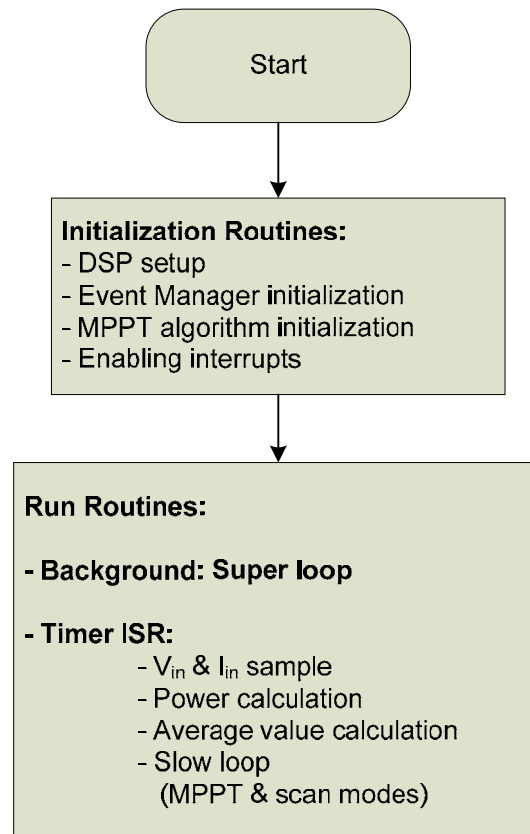 Start
Initialization Routines:
- DSP setup
- Event Manager initialization
- MPPT algorithm initialization
- Enabling interrupts
Run Routines:
- Background: Super loop
- Timer ISR:
- Vin & Iin sample
- Power calculation
- Average value calculation
- Slow loop
(MPPT & scan modes)